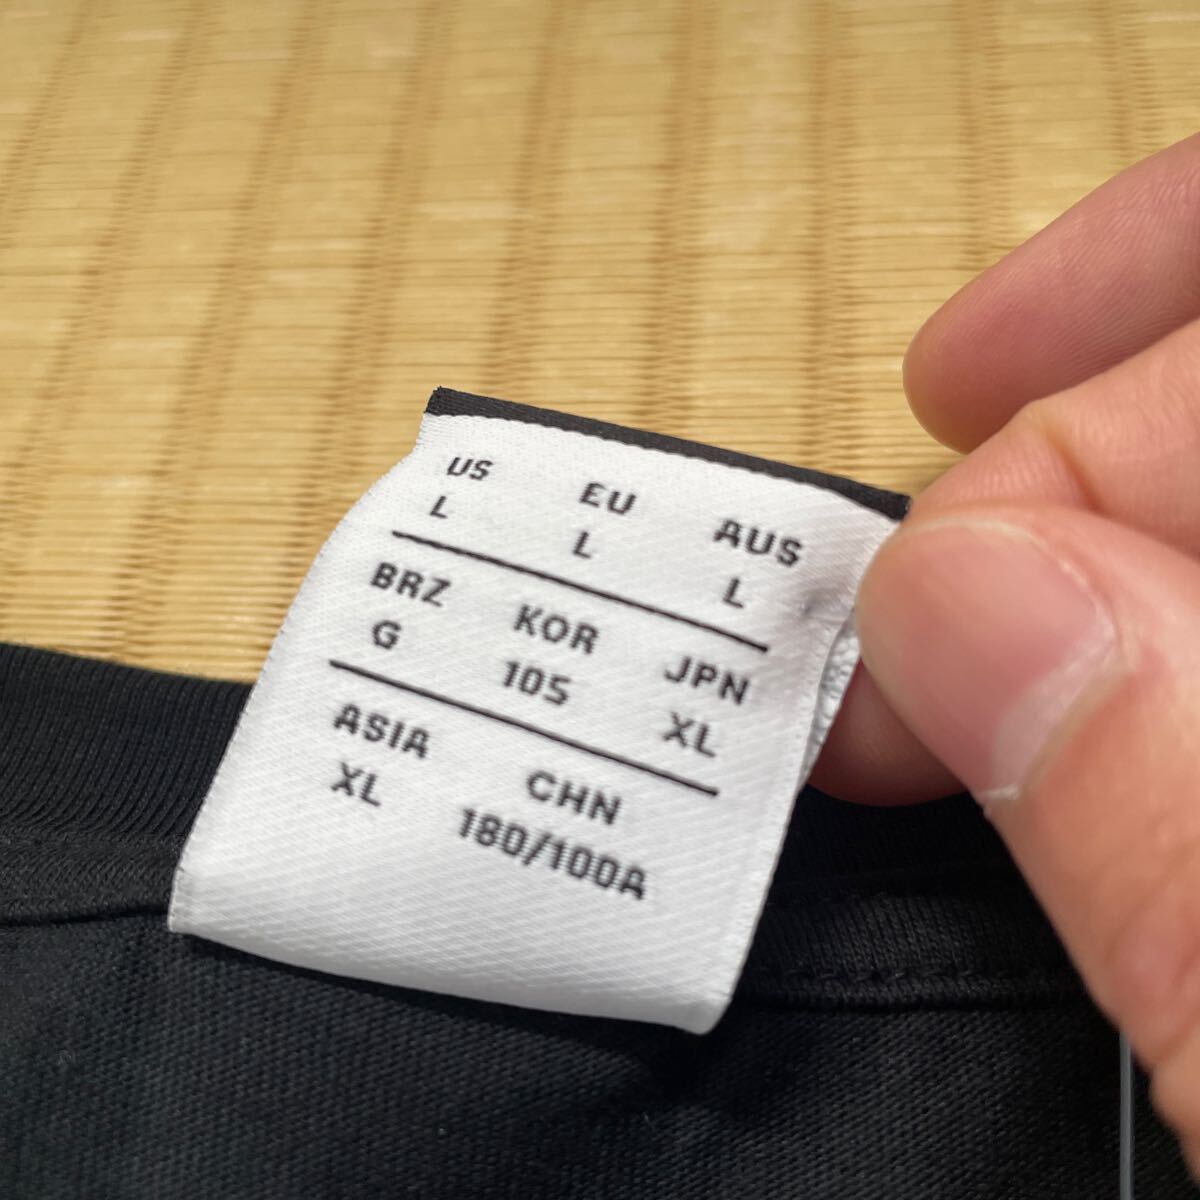 US EU AUS
L L L
BRZ KOR JPN
G 105 XL
ASIA CHN
XL 180/100A